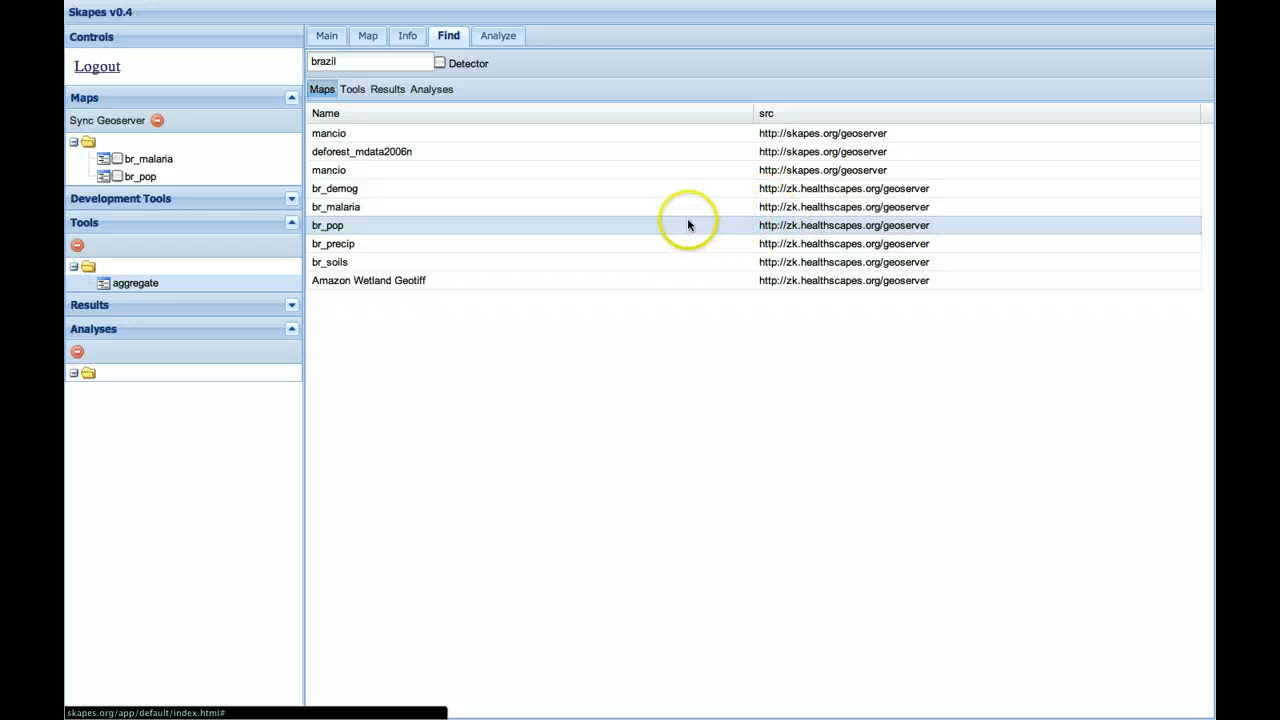 Skapes v0.4
Controls
Logout
Maps
Sync Geoserver
br_malaria
br_pop
Development Tools
Tools
aggregate
Results
Analyses
Main Map Info Find Analyze
brazil Detector
Maps Tools Results Analyses
Name src
mancio http://skapes.org/geoserver
deforest_mdata2006n http://skapes.org/geoserver
mancio http://skapes.org/geoserver
br_demog http://zk.healthscapes.org/geoserver
br_malaria http://zk.healthscapes.org/geoserver
br_pop http://zk.healthscapes.org/geoserver
br_precip http://zk.healthscapes.org/geoserver
br_soils http://zk.healthscapes.org/geoserver
Amazon Wetland Geotiff http://zk.healthscapes.org/geoserver
skapes.org/app/default/index.html#